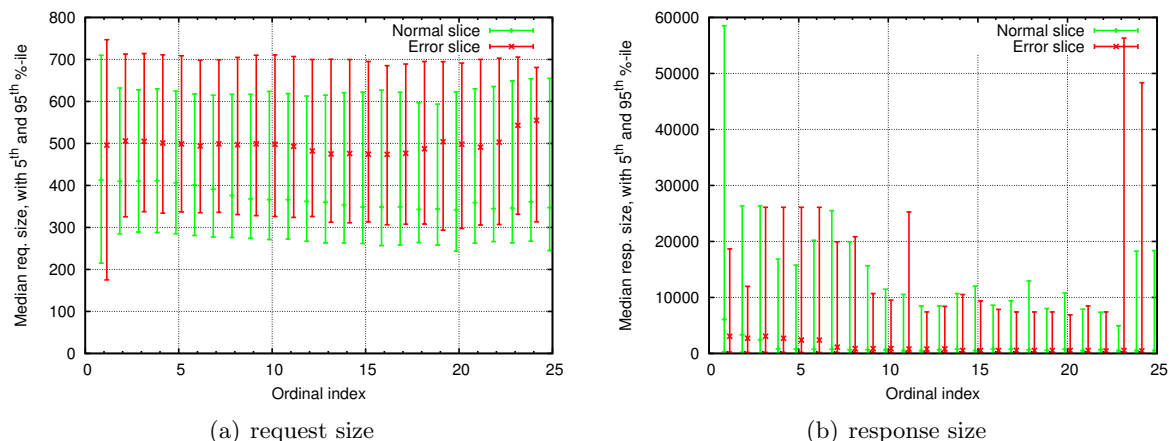 Median req. size, with 5th and 95th %-ile
800
700
600
500
400
300
200
100
0
0 5 10 15 20 25
Ordinal index
Normal slice
Error slice
(a) request size
Median resp. size, with 5th and 95th %-ile
60000
50000
40000
30000
20000
10000
0
0 5 10 15 20 25
Ordinal index
Normal slice
Error slice
(b) response size